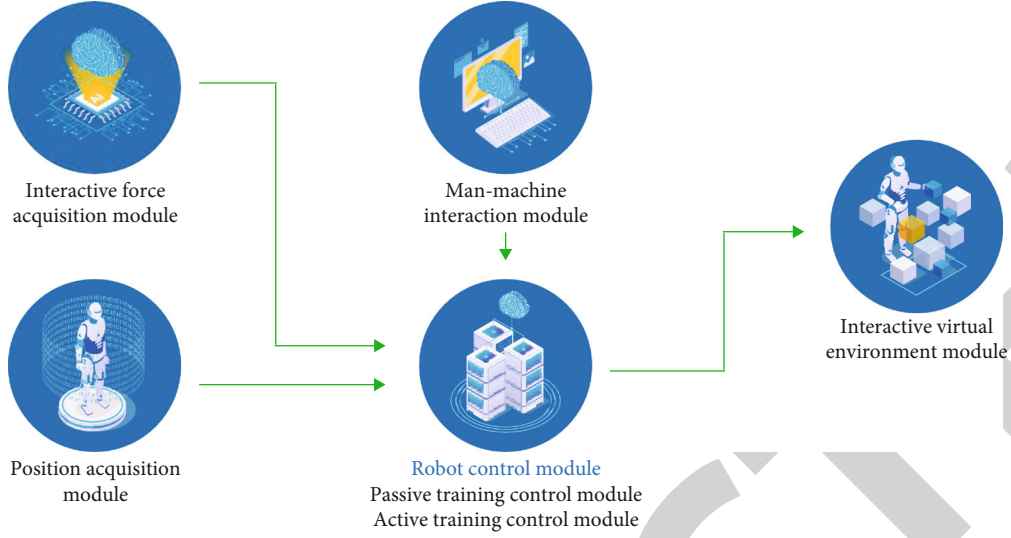 Interactive force
acquisition module
Man-machine
interaction module
Interactive virtual
environment module
Position acquisition
module
Robot control module
Passive training control module
Active training control module